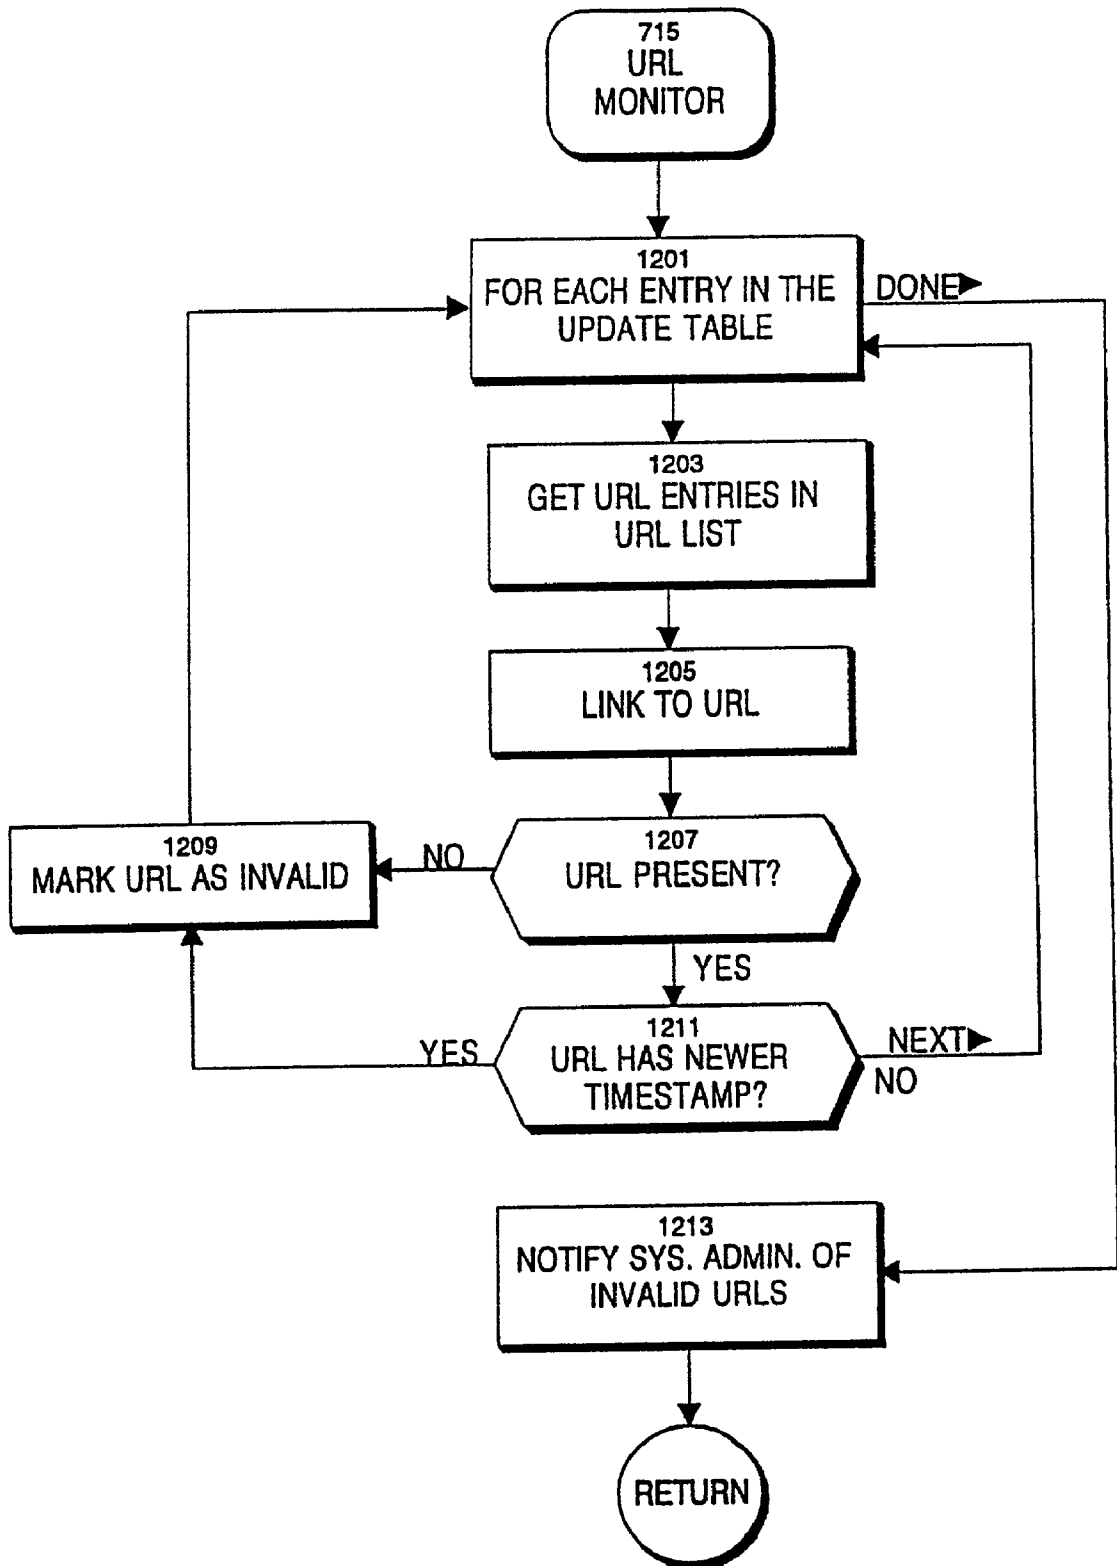 715
URL
MONITOR
1201
FOR EACH ENTRY IN THE
UPDATE TABLE
DONE
1203
GET URL ENTRIES IN
URL LIST
1205
LINK TO URL
1207
URL PRESENT?
NO
1209
MARK URL AS INVALID
YES
1211
URL HAS NEWER
TIMESTAMP?
YES
NEXT
NO
1213
NOTIFY SYS. ADMIN. OF
INVALID URLS
RETURN